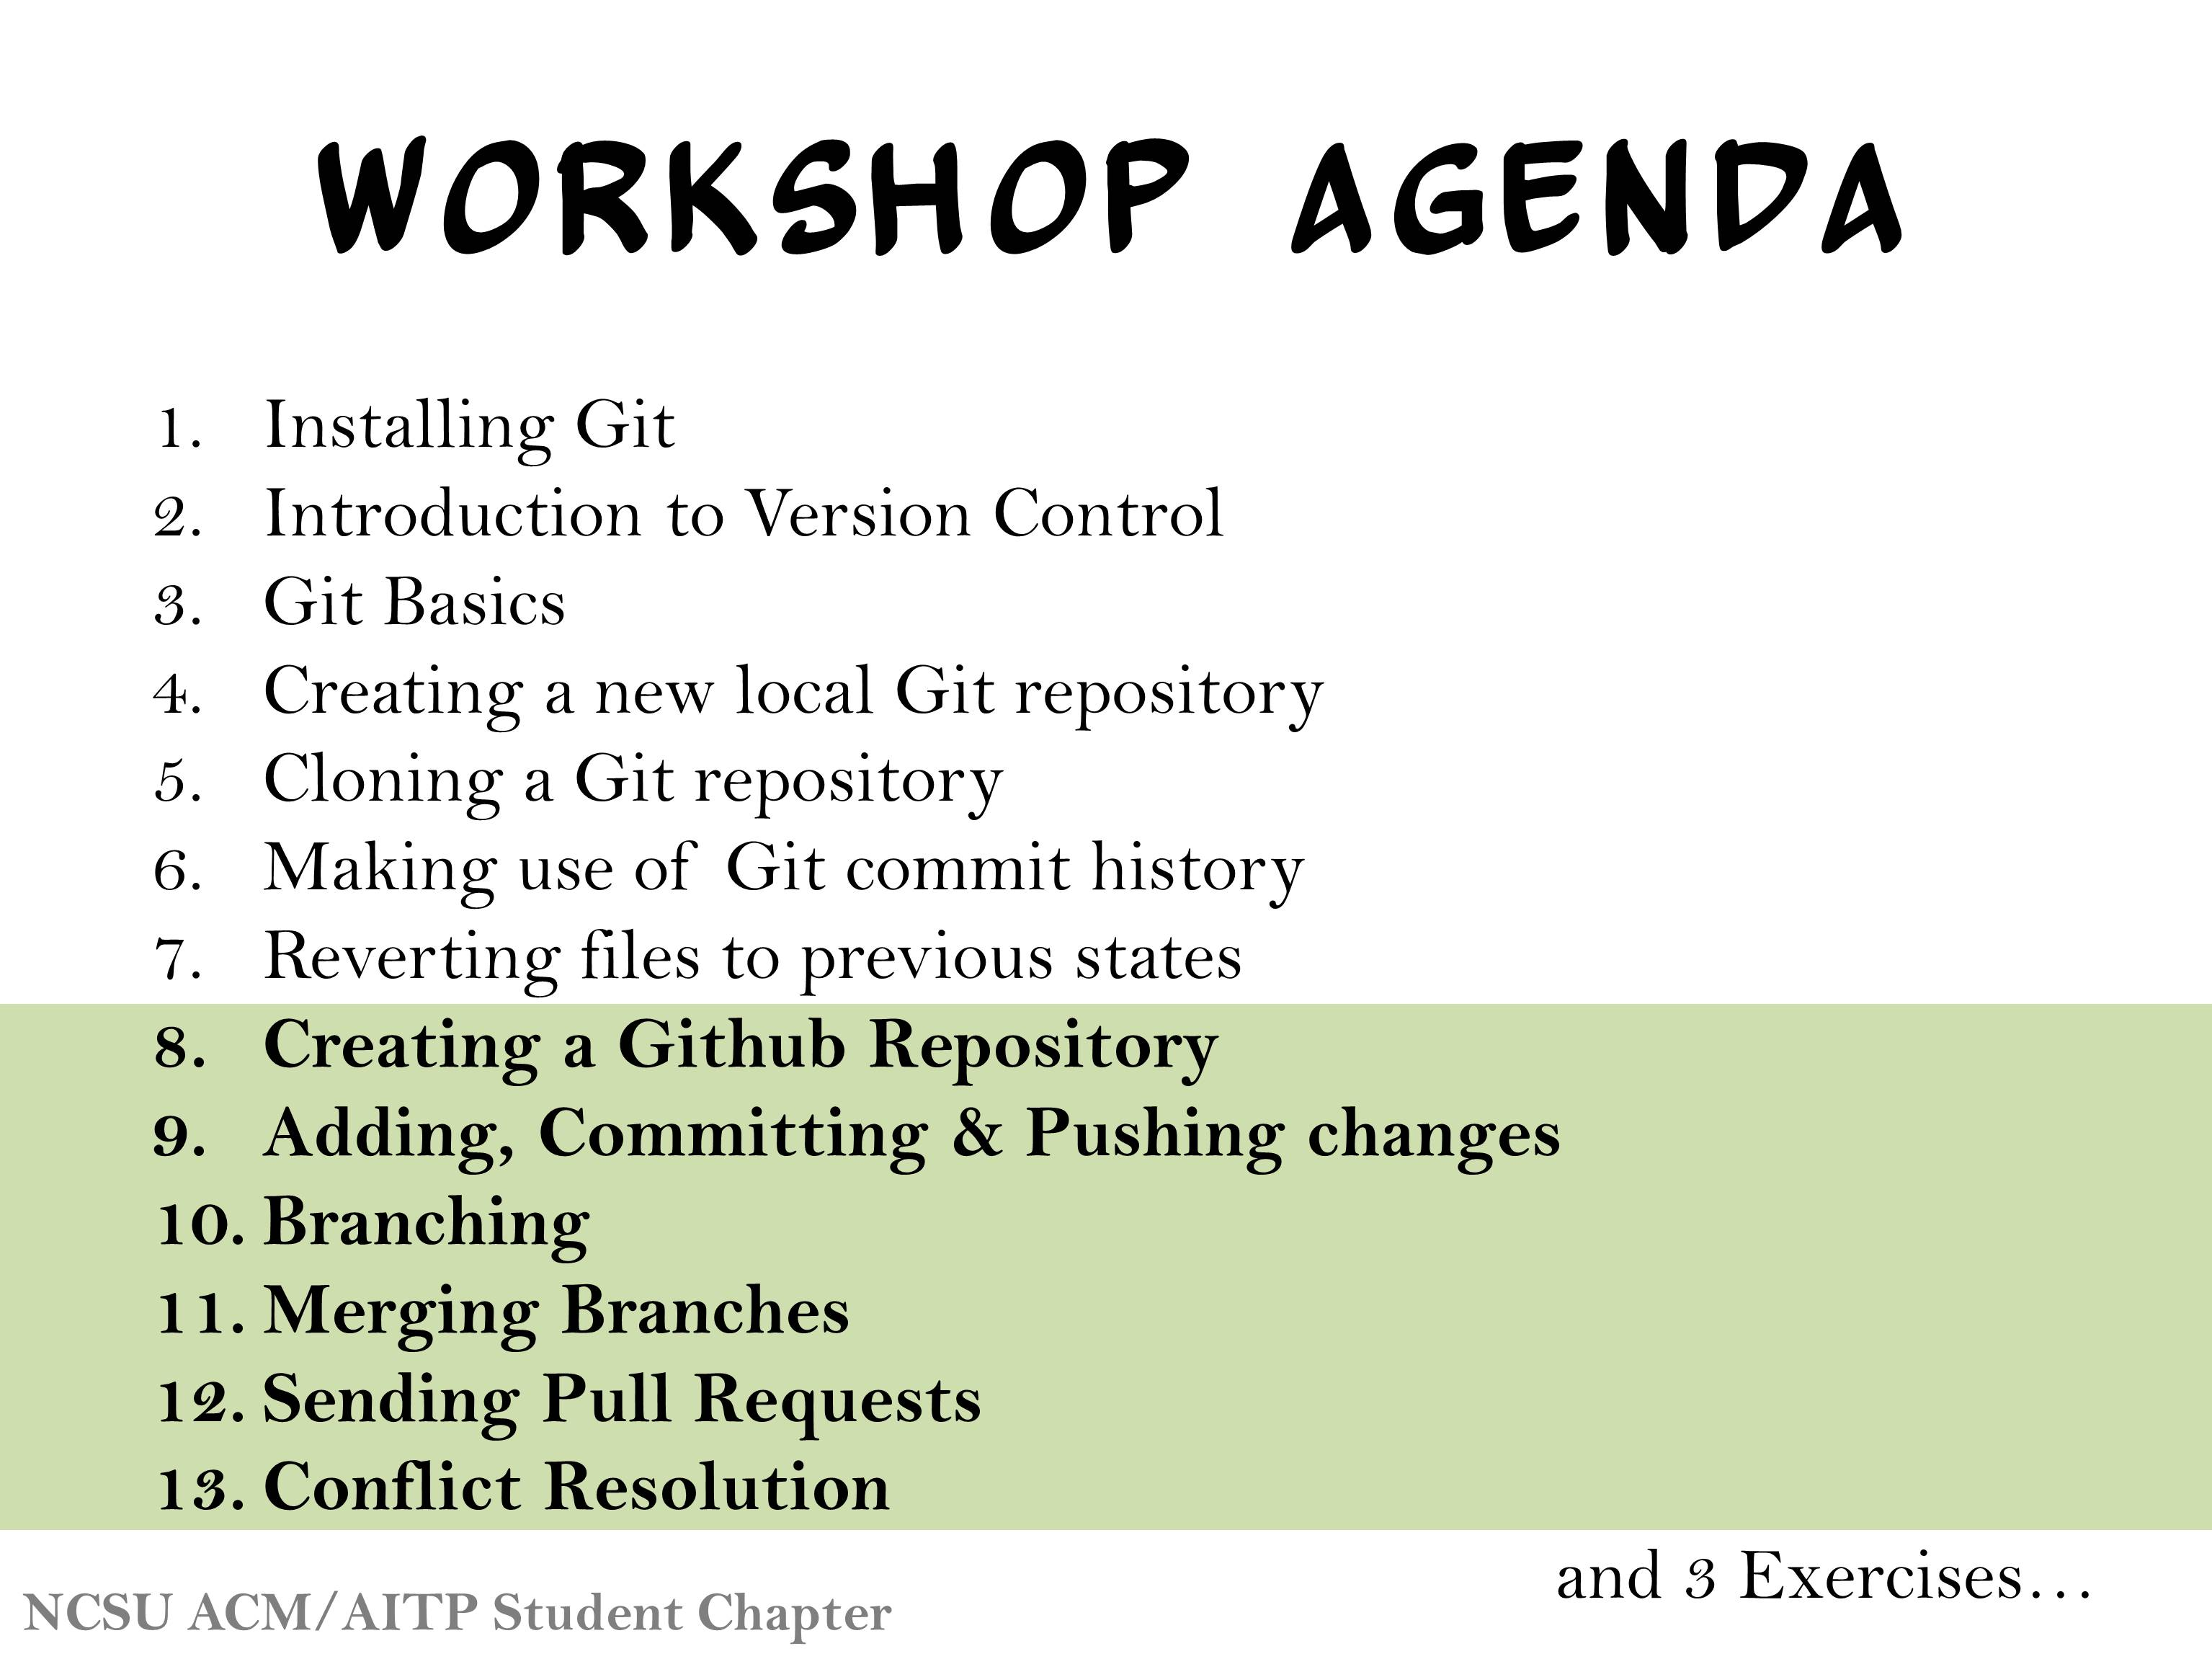 WORKSHOP AGENDA
1. Installing Git
2. Introduction to Version Control
3. Git Basics
4. Creating a new local Git repository
5. Cloning a Git repository
6. Making use of Git commit history
7. Reverting files to previous states
8. Creating a Github Repository
9. Adding, Committing & Pushing changes
10. Branching
11. Merging Branches
12. Sending Pull Requests
13. Conflict Resolution
and 3 Exercises...
NCSU ACM/AITP Student Chapter